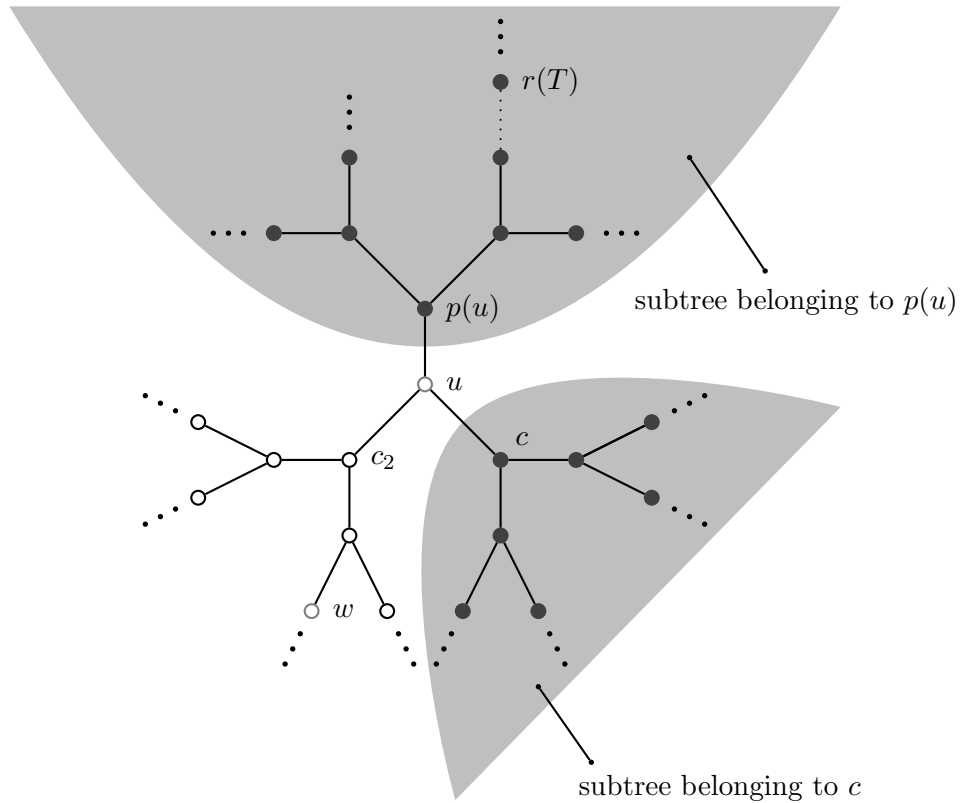 r(T)
subtree belonging to p(u)
p(u)
u
c
c₂
w
subtree belonging to c